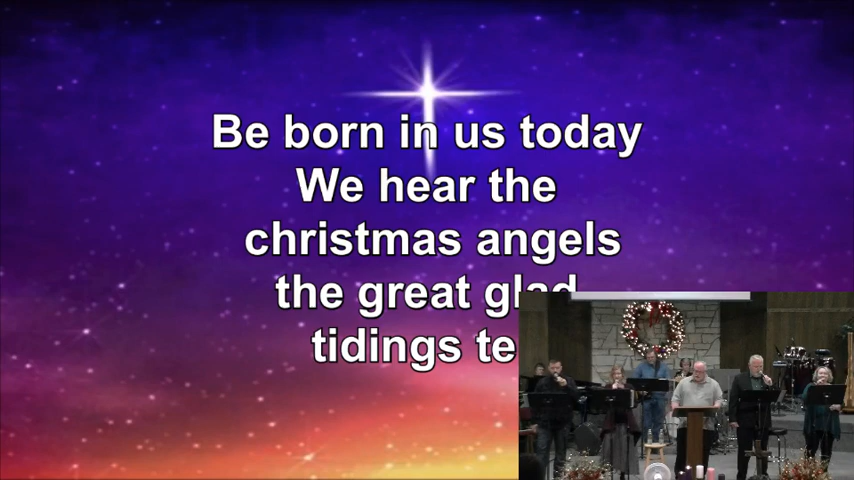 Be born in us today
We hear the
christmas angels
the great glad
tidings te